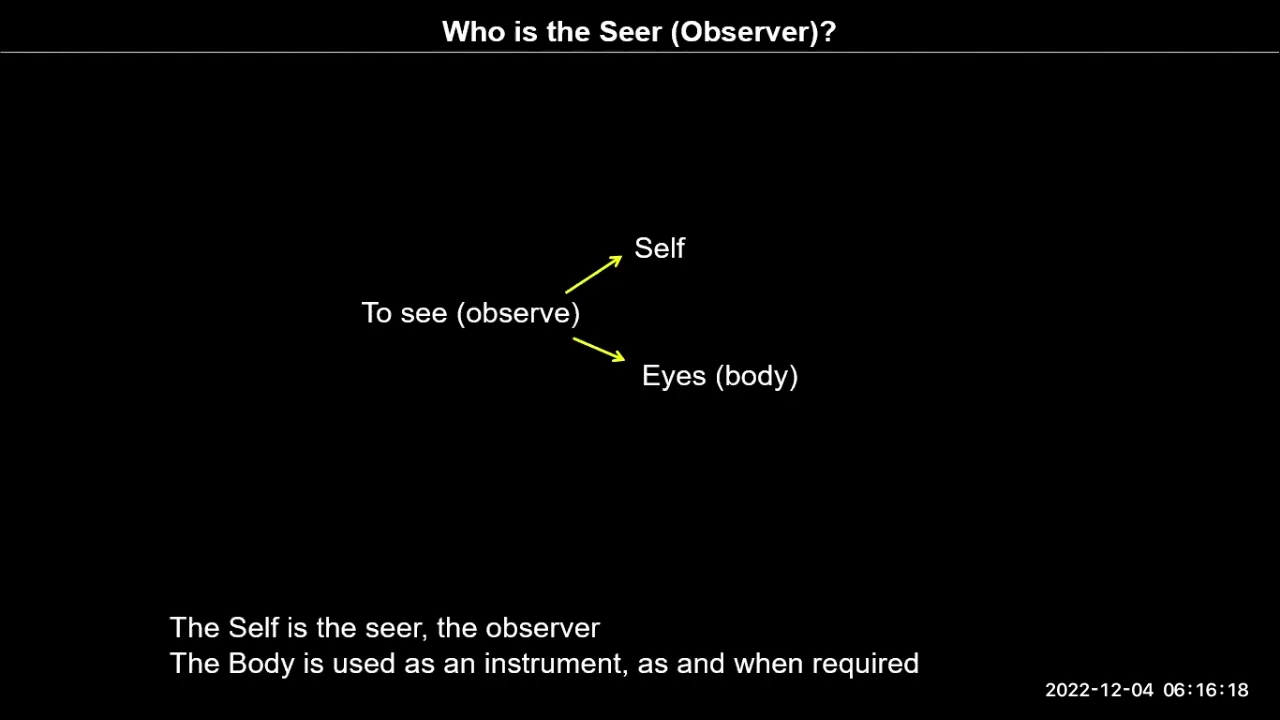 Who is the Seer (Observer)?
Self
To see (observe)
Eyes (body)
The Self is the seer, the observer
The Body is used as an instrument, as and when required
2022-12-04 06:16:18